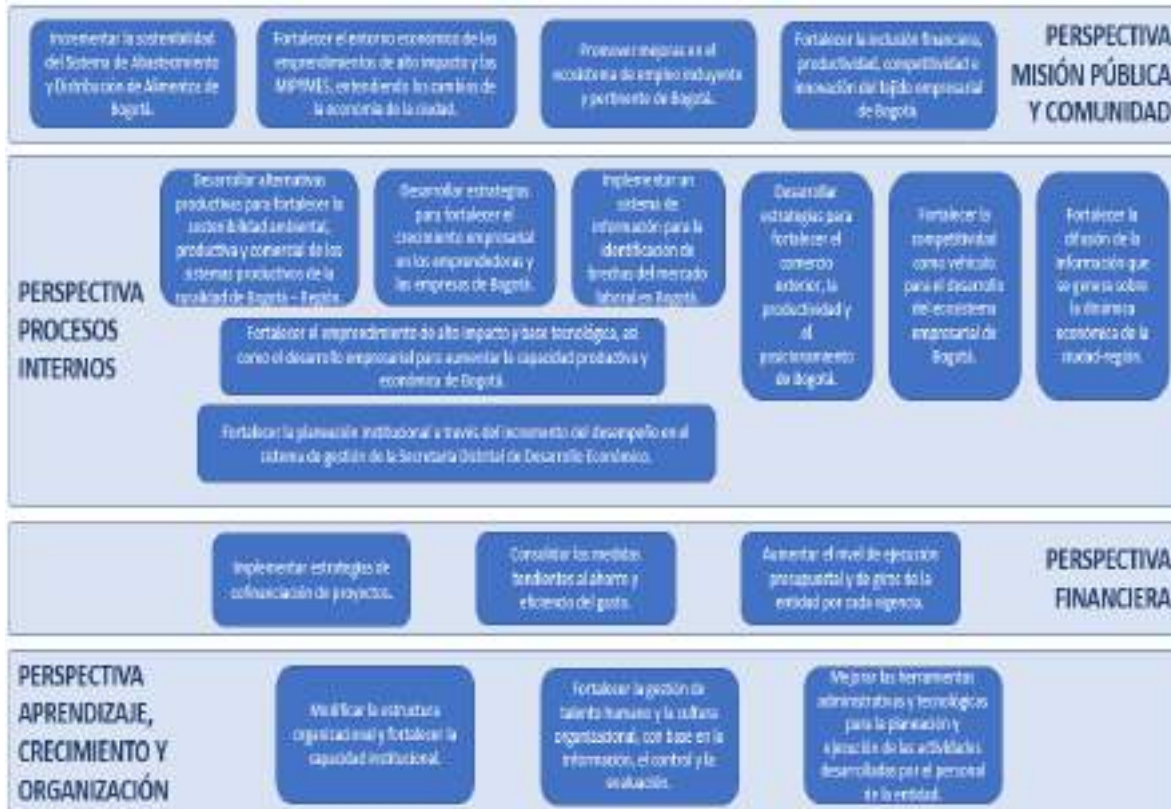 Incrementar la sostenibilidad
del Sistema de Abastecimiento
y Distribución de Alimentos de
Bogotá.
Fortalecer el entorno económico de los
emprendimientos de alto impacto y las
MIPYMES, entendiendo los cambios de
la economía de la ciudad.
Promover mejoras en el
ecosistema de empleo incluyente
y pertinente de Bogotá.
Fortalecer la inclusión financiera,
productividad, competitividad e
innovación del tejido empresarial
de Bogotá
PERSPECTIVA
MISIÓN PÚBLICA
Y COMUNIDAD
PERSPECTIVA
PROCESOS
INTERNOS
Desarrollar alternativas
productivas para fortalecer la
sostenibilidad ambiental,
productiva y comercial de los
sistemas productivos de la
ruralidad de Bogotá – Región.
Desarrollar estrategias
para fortalecer el
crecimiento empresarial
en los emprendedores y
las empresas de Bogotá.
Implementar un
sistema de
información para la
identificación de
brechas del mercado
laboral en Bogotá.
Desarrollar
estrategias para
fortalecer el
comercio
exterior, la
productividad y
el
posicionamiento
de Bogotá.
Fortalecer la
competitividad
como vehículo
para el desarrollo
del ecosistema
empresarial de
Bogotá.
Fortalecer la
difusión de la
información que
se genera sobre
la dinámica
económica de la
ciudad-región.
Fortalecer el emprendimiento de alto impacto y base tecnológica, así
como el desarrollo empresarial para aumentar la capacidad productiva y
económica de Bogotá.
Fortalecer la planeación institucional a través del incremento del desempeño en el
sistema de gestión de la Secretaría Distrital de Desarrollo Económico.
Implementar estrategias de
cofinanciación de proyectos.
Consolidar las medidas
tendientes al ahorro y
eficiencia del gasto.
Aumentar el nivel de ejecución
presupuestal y de giros de la
entidad por cada vigencia.
PERSPECTIVA
FINANCIERA
PERSPECTIVA
APRENDIZAJE,
CRECIMIENTO Y
ORGANIZACIÓN
Modificar la estructura
organizacional y fortalecer la
capacidad institucional.
Fortalecer la gestión de
talento humano y la cultura
organizacional, con base en la
información, el control y la
evaluación.
Mejorar las herramientas
administrativas y tecnológicas
para la planeación y
ejecución de las actividades
desarrolladas por el personal
de la entidad.